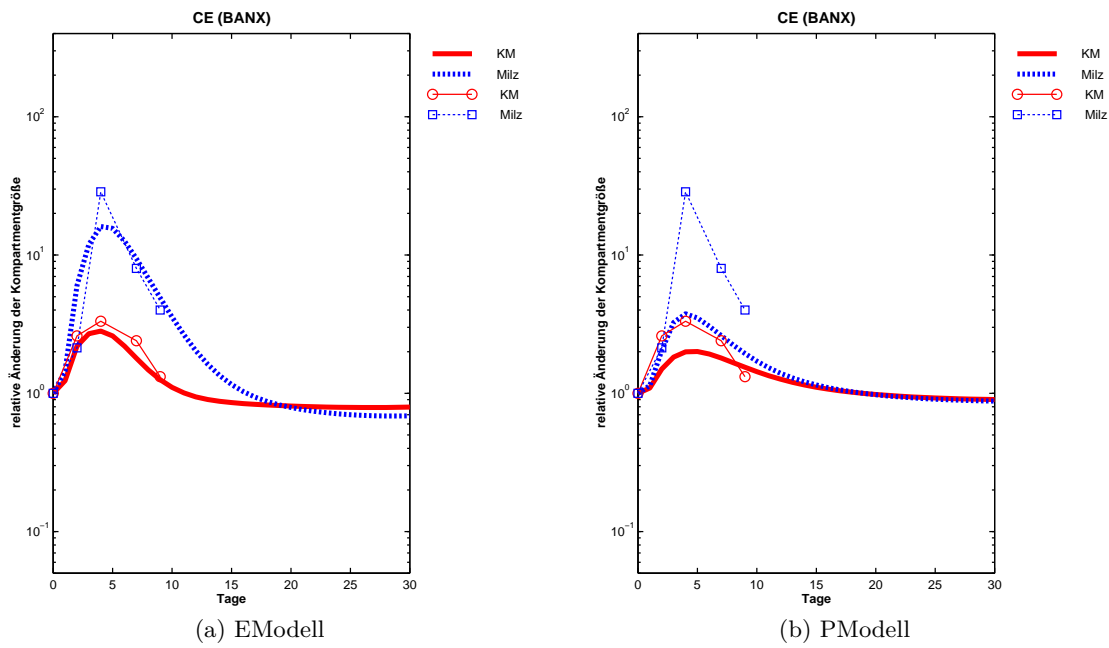 CE (BANX)
KM
Milz
KM
Milz
relative Änderung der Kompartmentgröße
10^2
10^1
10^0
10^−1
0 5 10 15 20 25 30
Tage
(a) EModell
CE (BANX)
KM
Milz
KM
Milz
relative Änderung der Kompartmentgröße
10^2
10^1
10^0
10^−1
0 5 10 15 20 25 30
Tage
(b) PModell